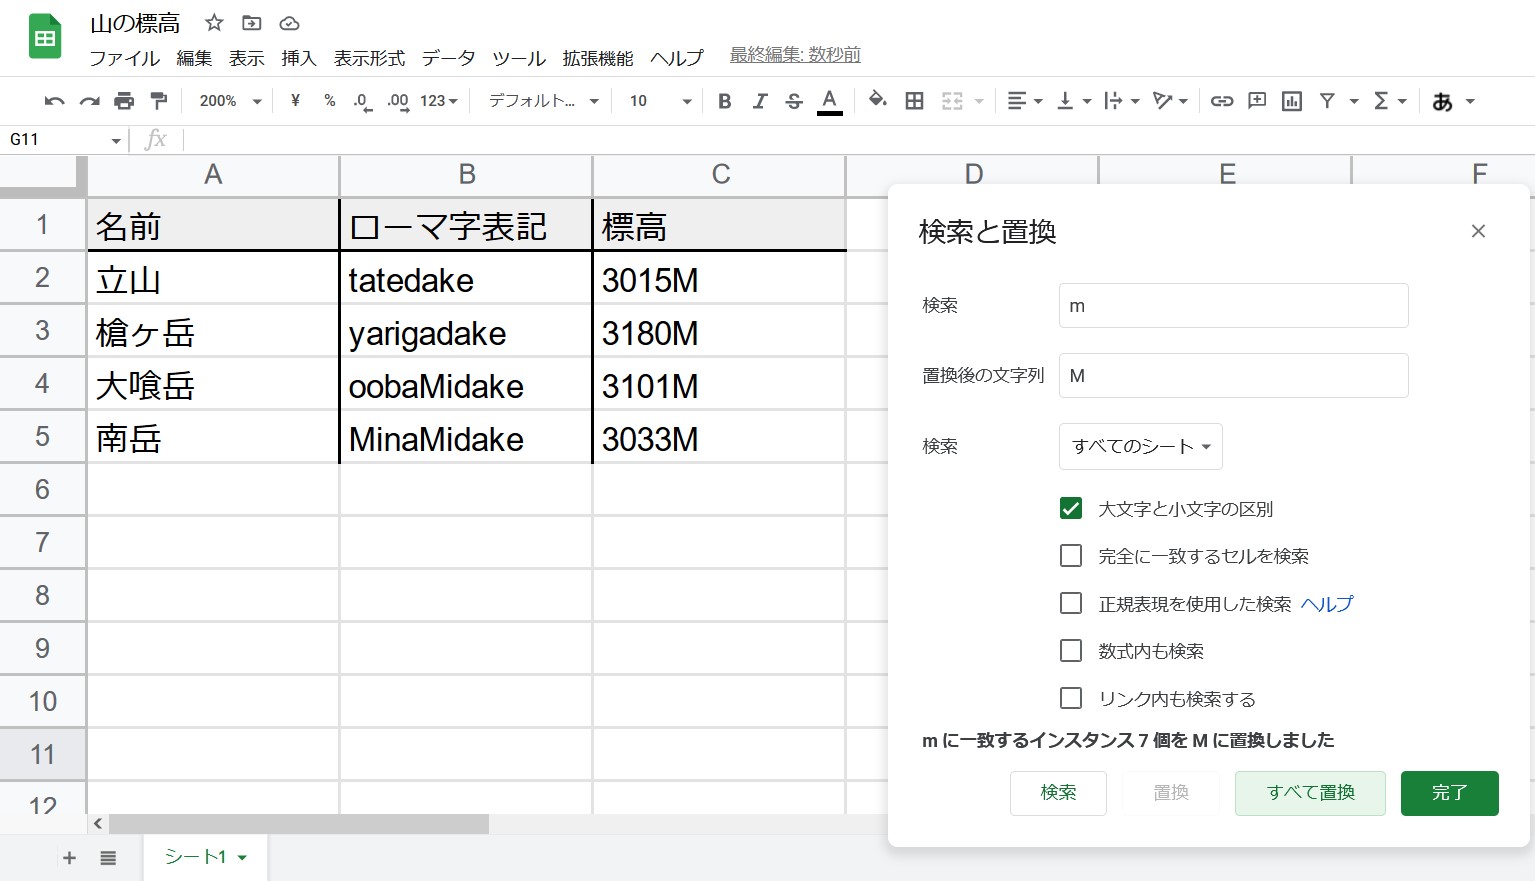 山の標高
ファイル 編集 表示 挿入 表示形式 データ ツール 拡張機能 ヘルプ 最終編集: 数秒前
200% ¥ % .0 .00 123 デフォルト... 10 B I S A あ
G11 fx
A B C D E F
1 名前 ローマ字表記 標高
2 立山 tatedake 3015M
3 槍ヶ岳 yarigadake 3180M
4 大喰岳 oobaMidake 3101M
5 南岳 MinaMidake 3033M
6
7
8
9
10
11
12
検索と置換
検索 m
置換後の文字列 M
検索 すべてのシート
大文字と小文字の区別
完全に一致するセルを検索
正規表現を使用した検索 ヘルプ
数式内も検索
リンク内も検索する
m に一致するインスタンス 7 個を M に置換しました
検索 置換 すべて置換 完了
シート1